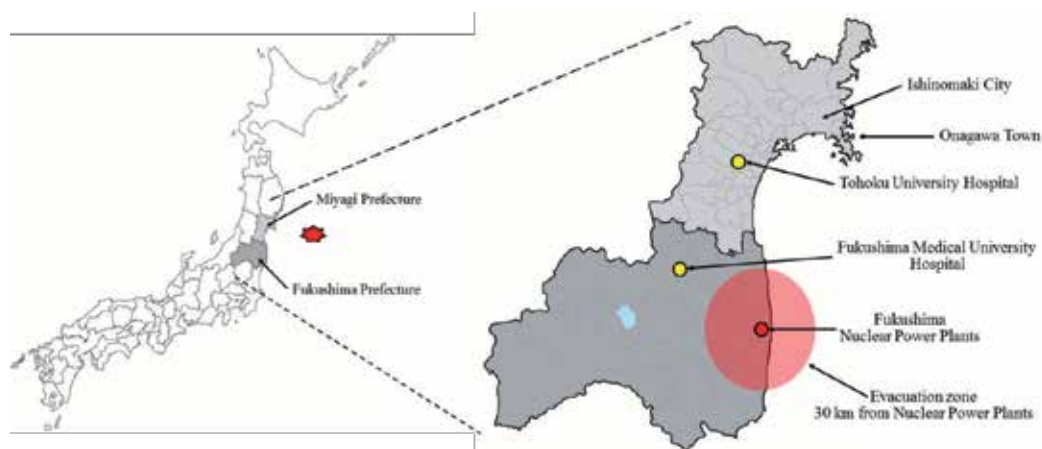 Miyagi Prefecture
Fukushima Prefecture
Ishinomaki City
Onagawa Town
Tohoku University Hospital
Fukushima Medical University
Hospital
Fukushima
Nuclear Power Plants
Evacuation zone
30 km from Nuclear Power Plants